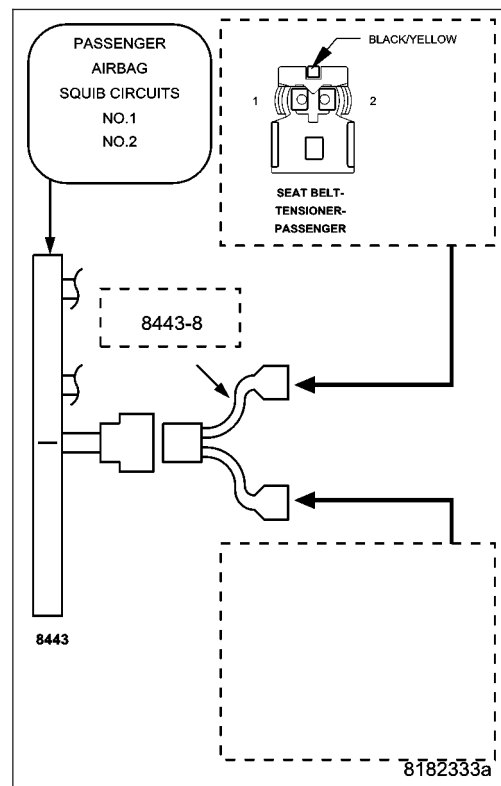 PASSENGER
AIRBAG
SQUIB CIRCUITS
NO.1
NO.2
BLACK/YELLOW
1
2
SEAT BELT-
TENSIONER-
PASSENGER
8443-8
8443
8182333a